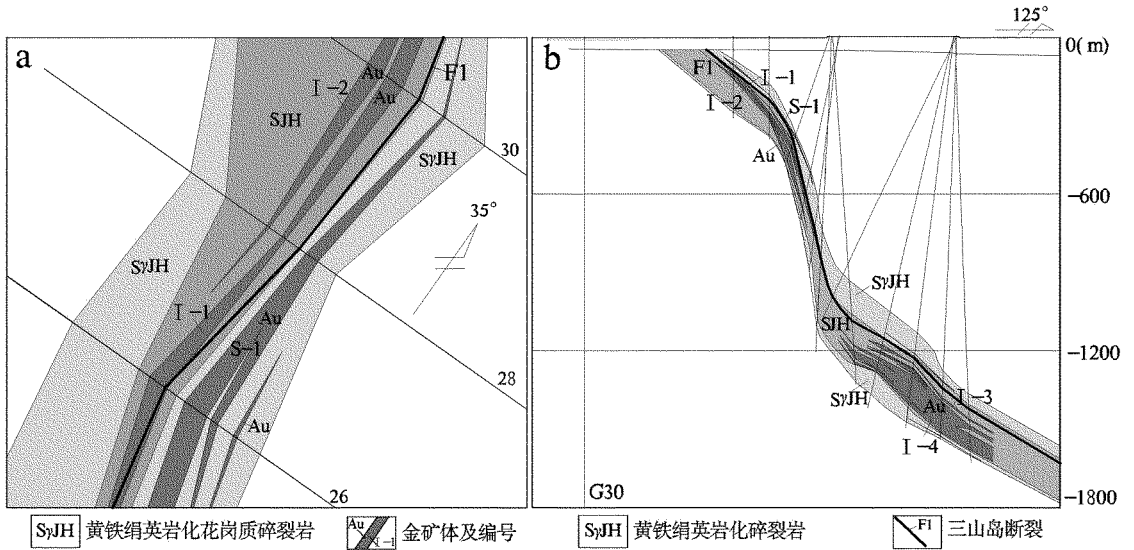 a
Ⅰ-2
Au
F1
Au
SJH
SγJH
30
35°
SγJH
Ⅰ-1
Au
S-1
28
Au
26
b
125°
0( m)
F1
Ⅰ-1
Ⅰ-2
S-1
Au
-600
SγJH
SJH
-1200
SγJH
Ⅰ-3
Au
Ⅰ-4
G30
-1800
SγJH 黄铁绢英岩化花岗质碎裂岩
Au Ⅰ-1 金矿体及编号
SγJH 黄铁绢英岩化碎裂岩
F1 三山岛断裂